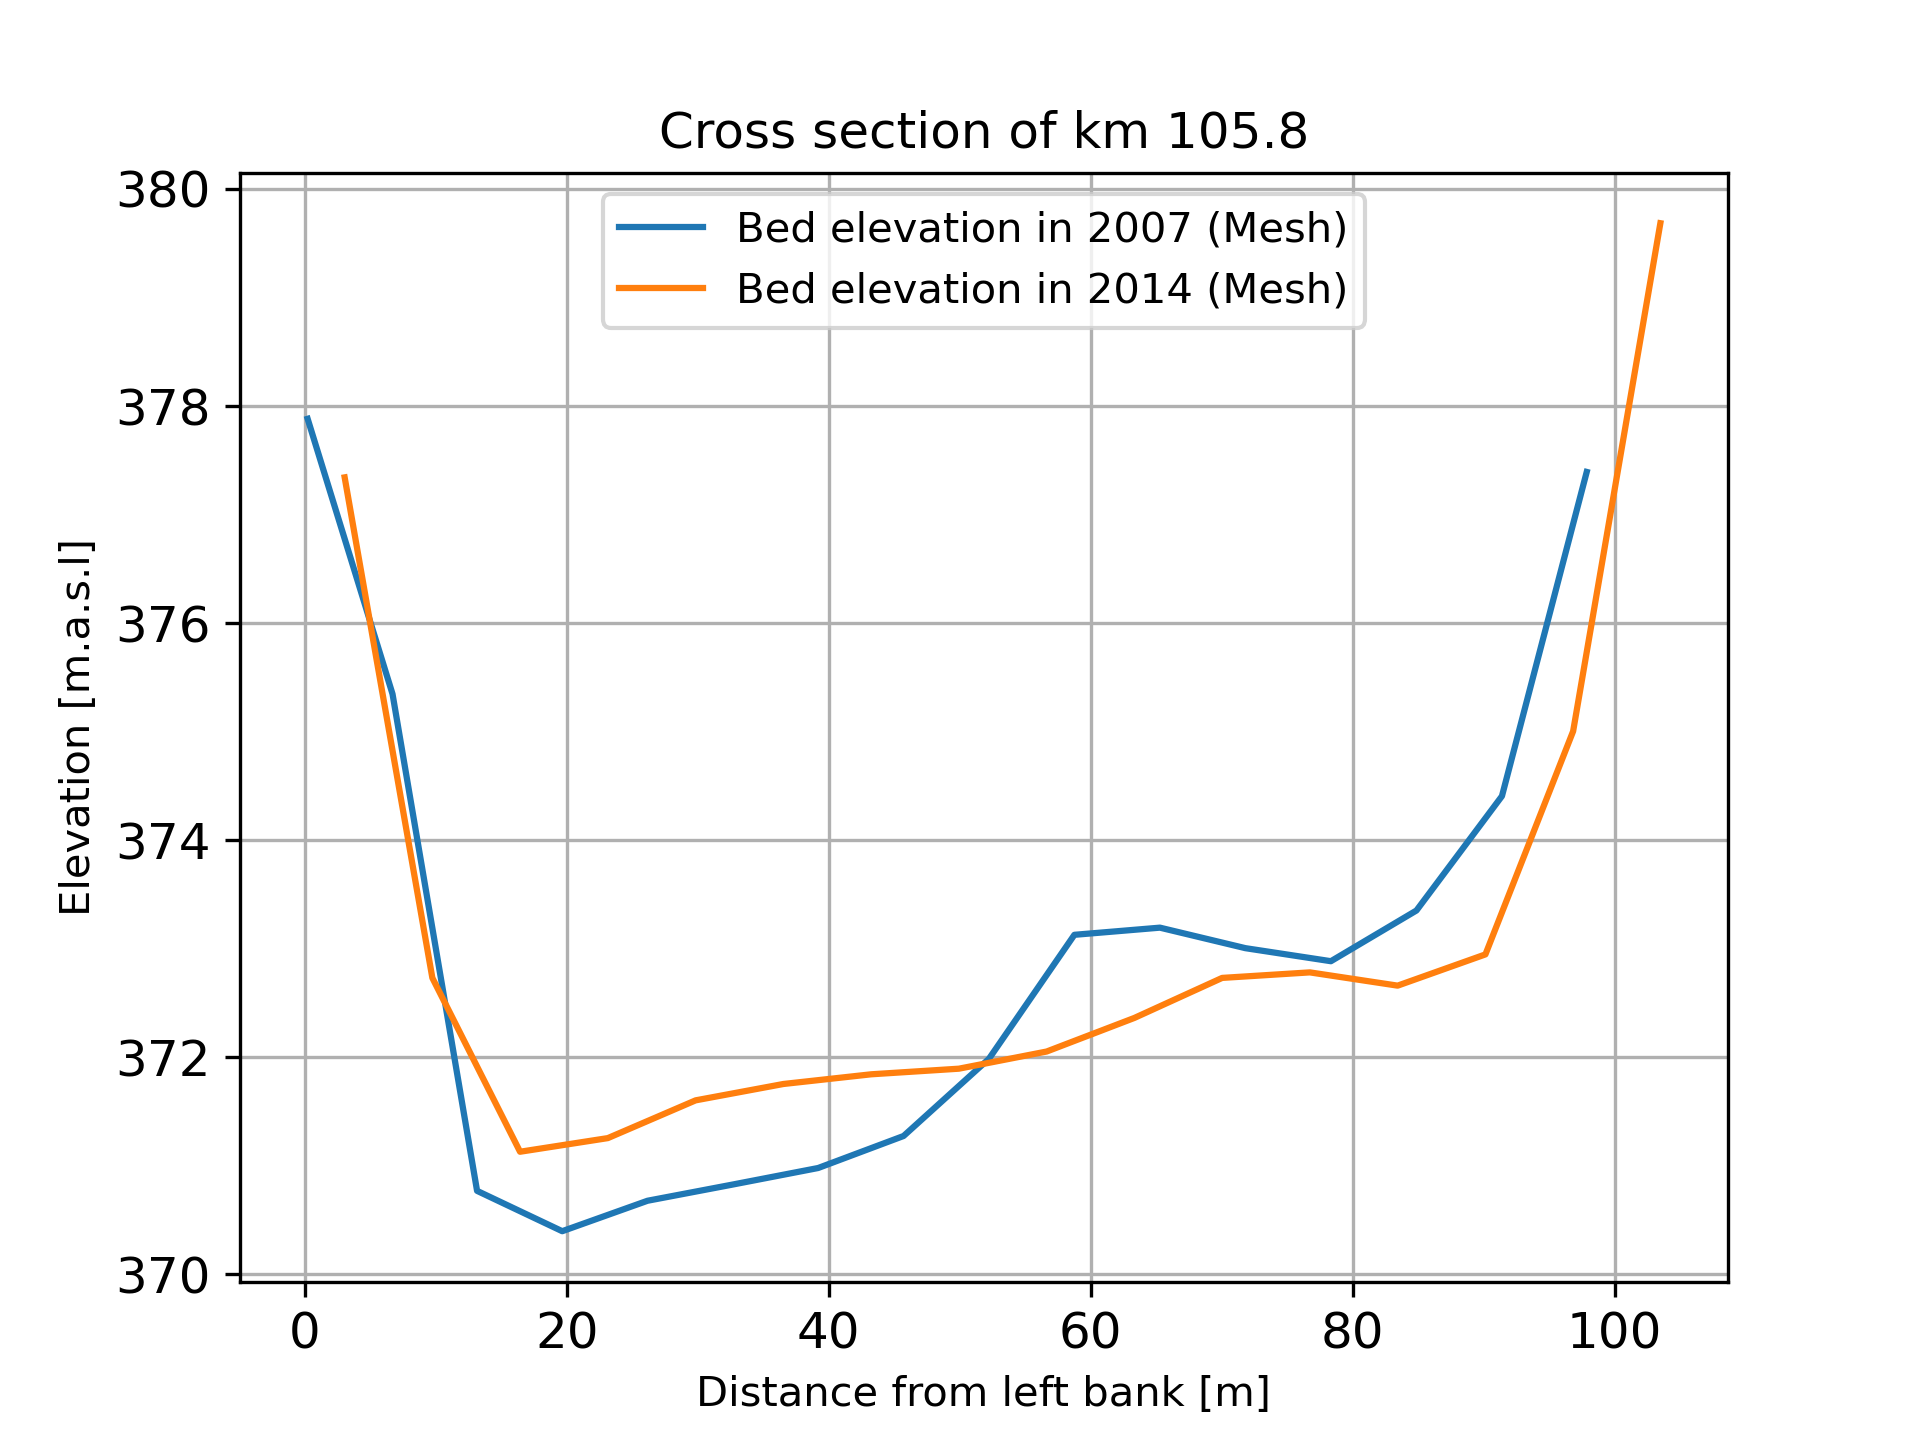 Cross section of km 105.8
Bed elevation in 2007 (Mesh)
Bed elevation in 2014 (Mesh)
Elevation [m.a.s.l]
380
378
376
374
372
370
0 20 40 60 80 100
Distance from left bank [m]